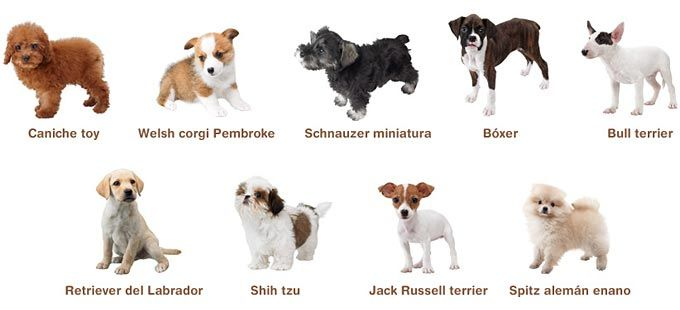 Caniche toy
Welsh corgi Pembroke
Schnauzer miniatura
Bóxer
Bull terrier
Retriever del Labrador
Shih tzu
Jack Russell terrier
Spitz alemán enano